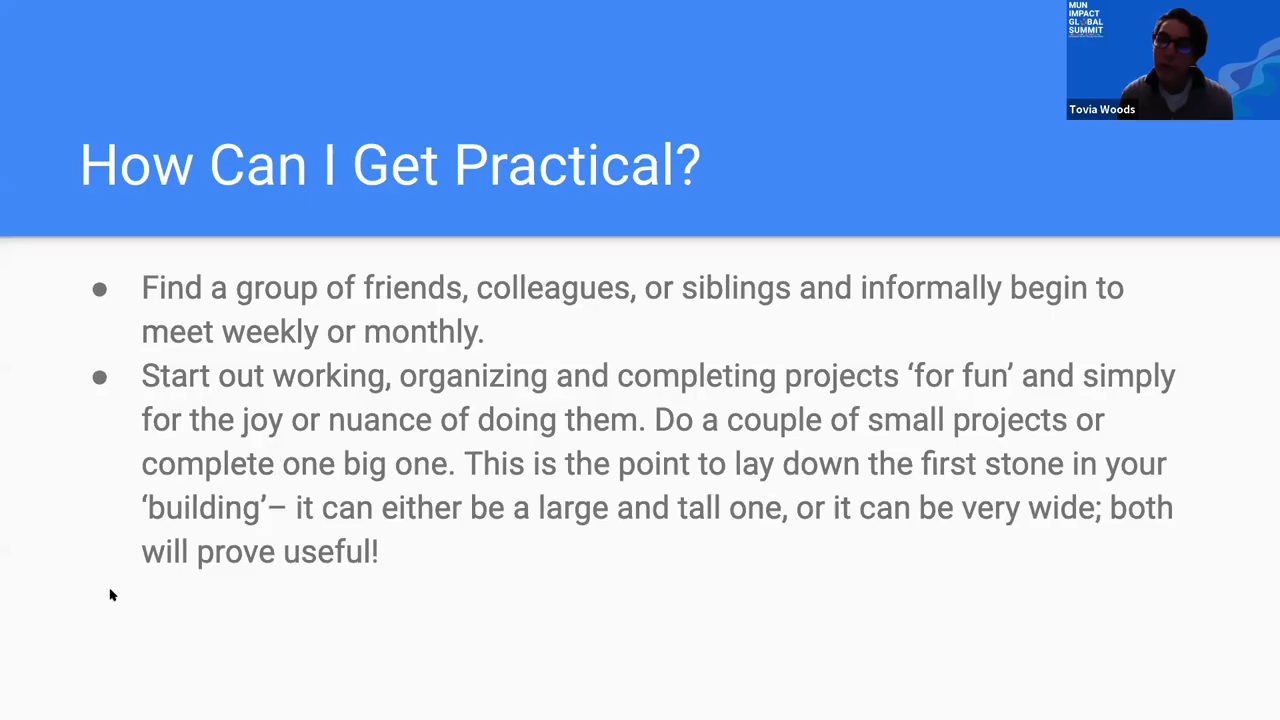 MUN
IMPACT
GLOBAL
SUMMIT
Tovia Woods
How Can I Get Practical?
● Find a group of friends, colleagues, or siblings and informally begin to
meet weekly or monthly.
● Start out working, organizing and completing projects ‘for fun’ and simply
for the joy or nuance of doing them. Do a couple of small projects or
complete one big one. This is the point to lay down the first stone in your
‘building’– it can either be a large and tall one, or it can be very wide; both
will prove useful!